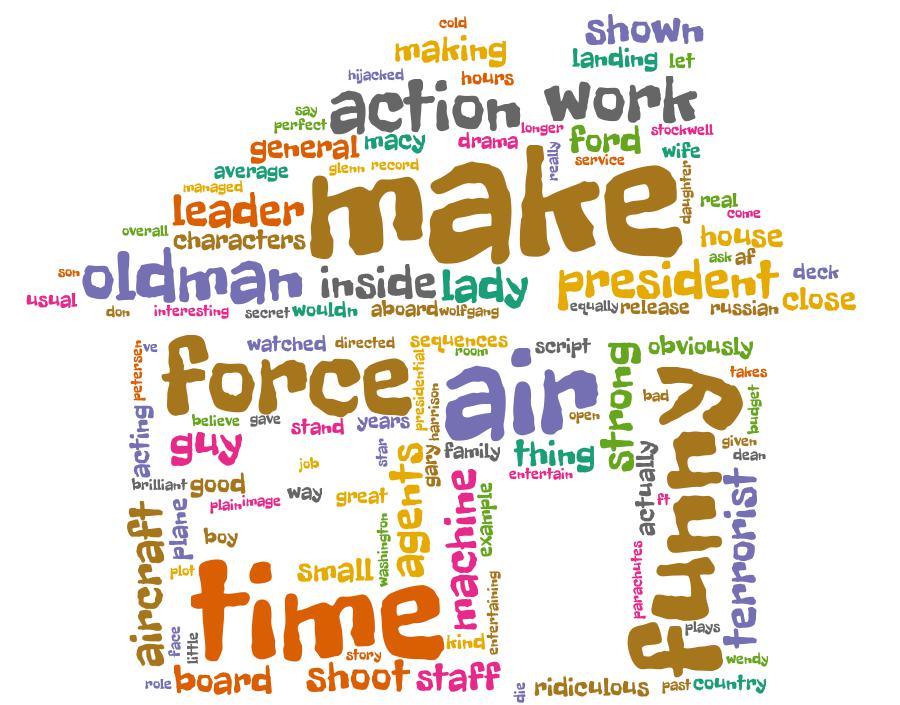 cold
shown
making
landing let
hijacked hours
action work
say
perfect
longer
general macy drama ford stockwell
really service wife
average glenn record
make
managed daughter
leader real
come
overall characters house
ask af
son oldman inside lady president deck
usual close
don interesting secret wouldn aboard wolfgang equally release russian
ve watched directed sequences script obviously
petersen room
force presidential air strong takes
funny
bad budget
believe gave stand years harrison open
acting guy star family thing given
actually dean
gary entertain
job
brilliant good agents machine terrorist
plain image way great example ft
aircraft plane
boy washington
plot small parachutes
time entertaining
face little kind plays
story wendy
role board shoot staff die ridiculous past country